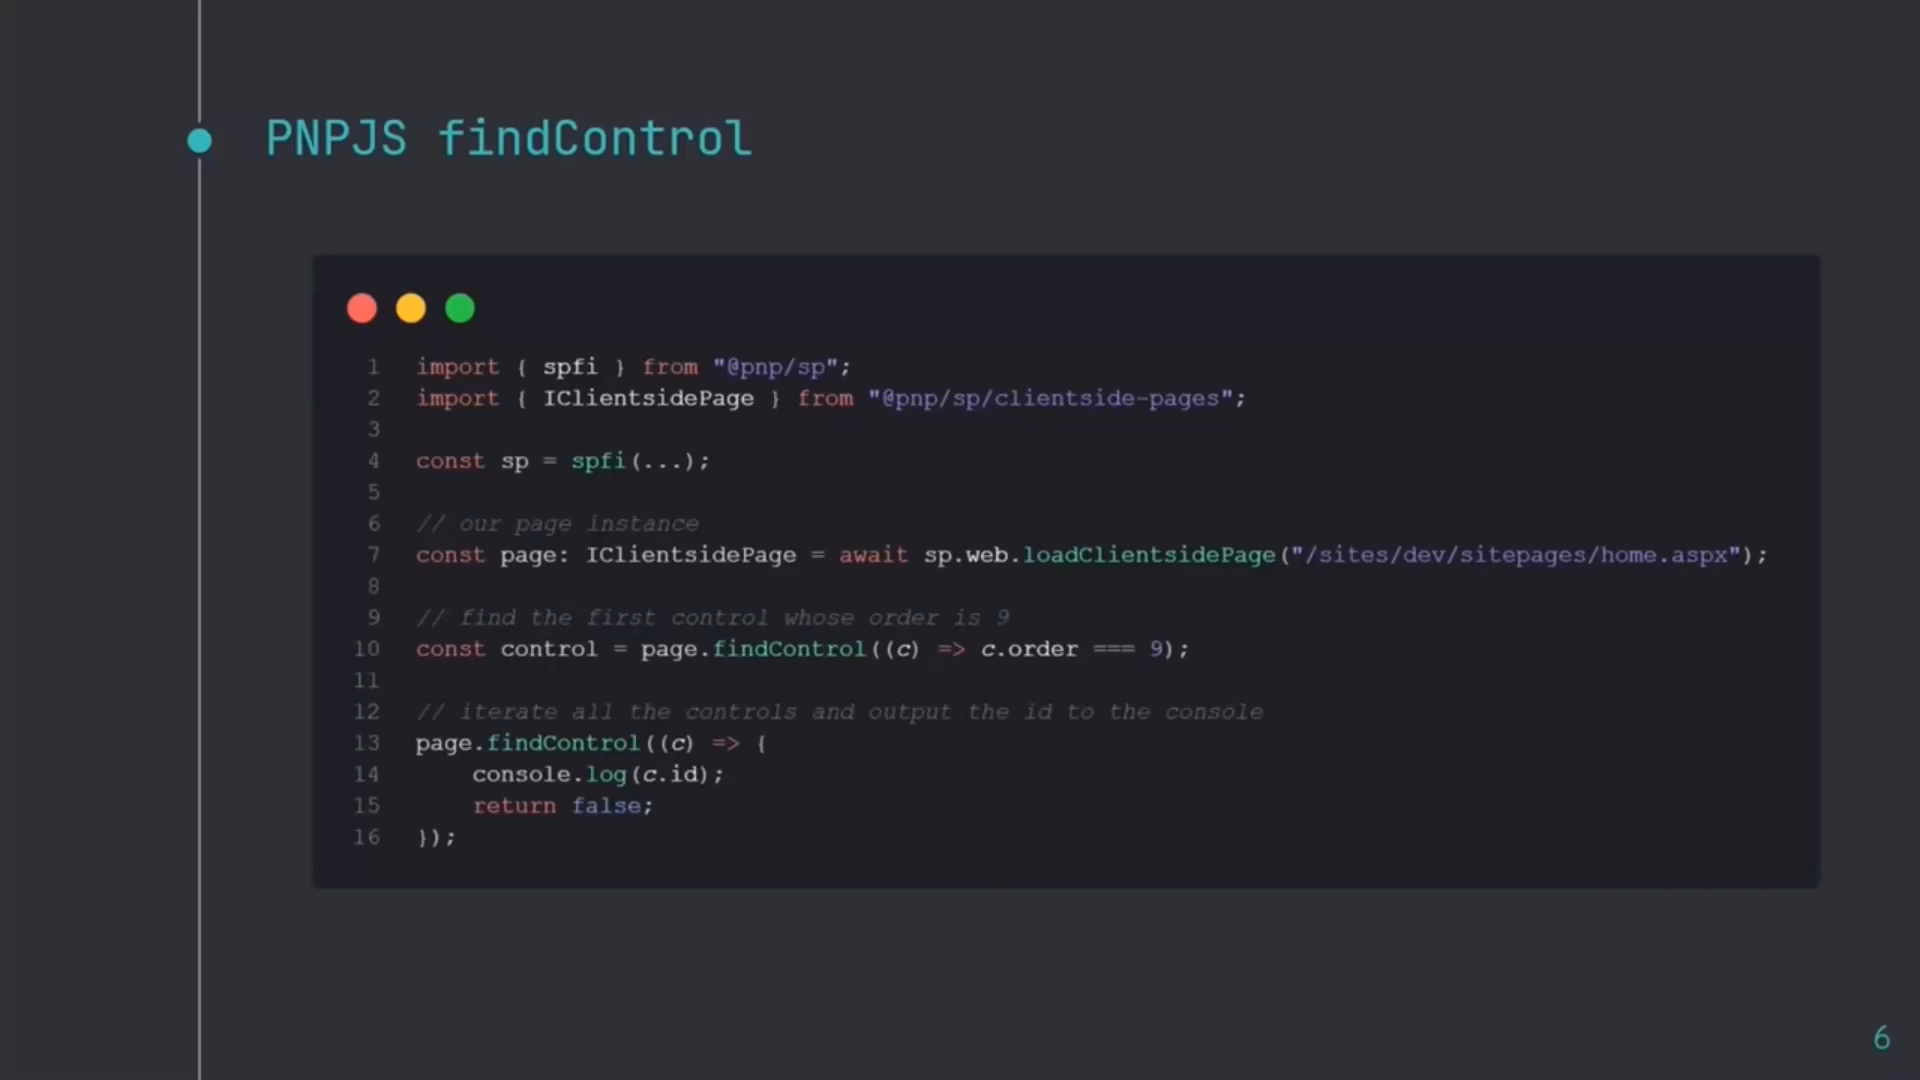 PNPJS findControl
1 import { spfi } from "@pnp/sp";
2 import { IClientsidePage } from "@pnp/sp/clientside-pages";
3
4 const sp = spfi(...);
5
6 // our page instance
7 const page: IClientsidePage = await sp.web.loadClientsidePage("/sites/dev/sitepages/home.aspx");
8
9 // find the first control whose order is 9
10 const control = page.findControl((c) => c.order === 9);
11
12 // iterate all the controls and output the id to the console
13 page.findControl((c) => {
14     console.log(c.id);
15     return false;
16 });
6